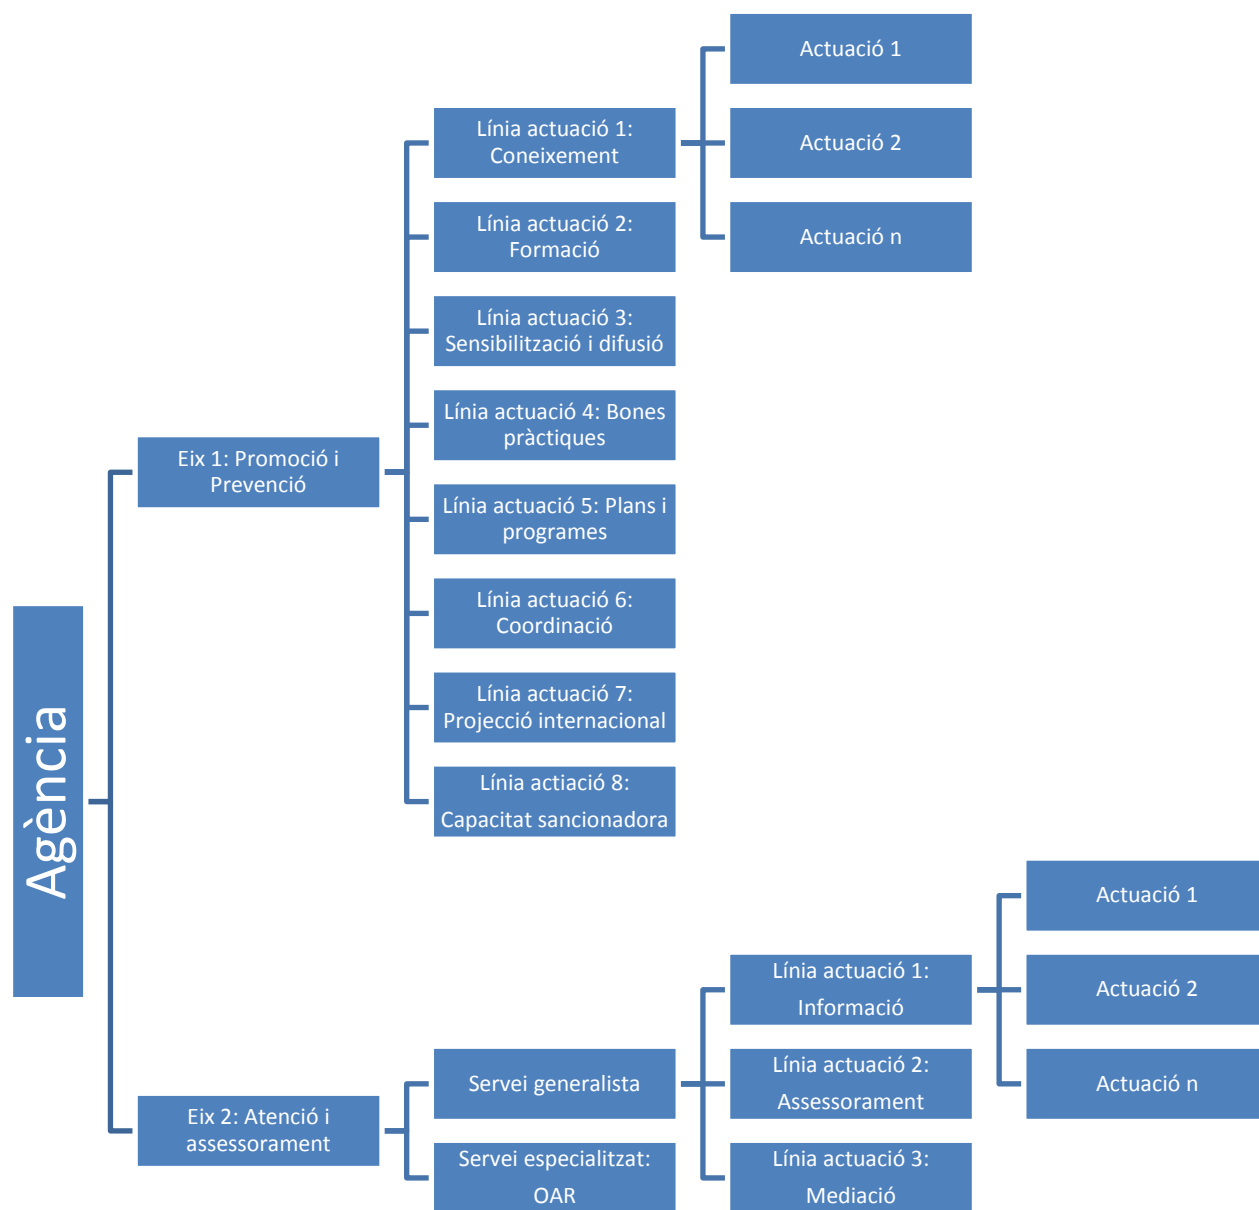 Agència
Eix 1: Promoció i
Prevenció
Línia actuació 1:
Coneixement
Actuació 1
Actuació 2
Actuació n
Línia actuació 2:
Formació
Línia actuació 3:
Sensibilització i difusió
Línia actuació 4: Bones
pràctiques
Línia actuació 5: Plans i
programes
Línia actuació 6:
Coordinació
Línia actuació 7:
Projecció internacional
Línia actiació 8:
Capacitat sancionadora
Eix 2: Atenció i
assessorament
Servei generalista
Línia actuació 1:
Informació
Actuació 1
Actuació 2
Actuació n
Línia actuació 2:
Assessorament
Línia actuació 3:
Mediació
Servei especialitzat:
OAR